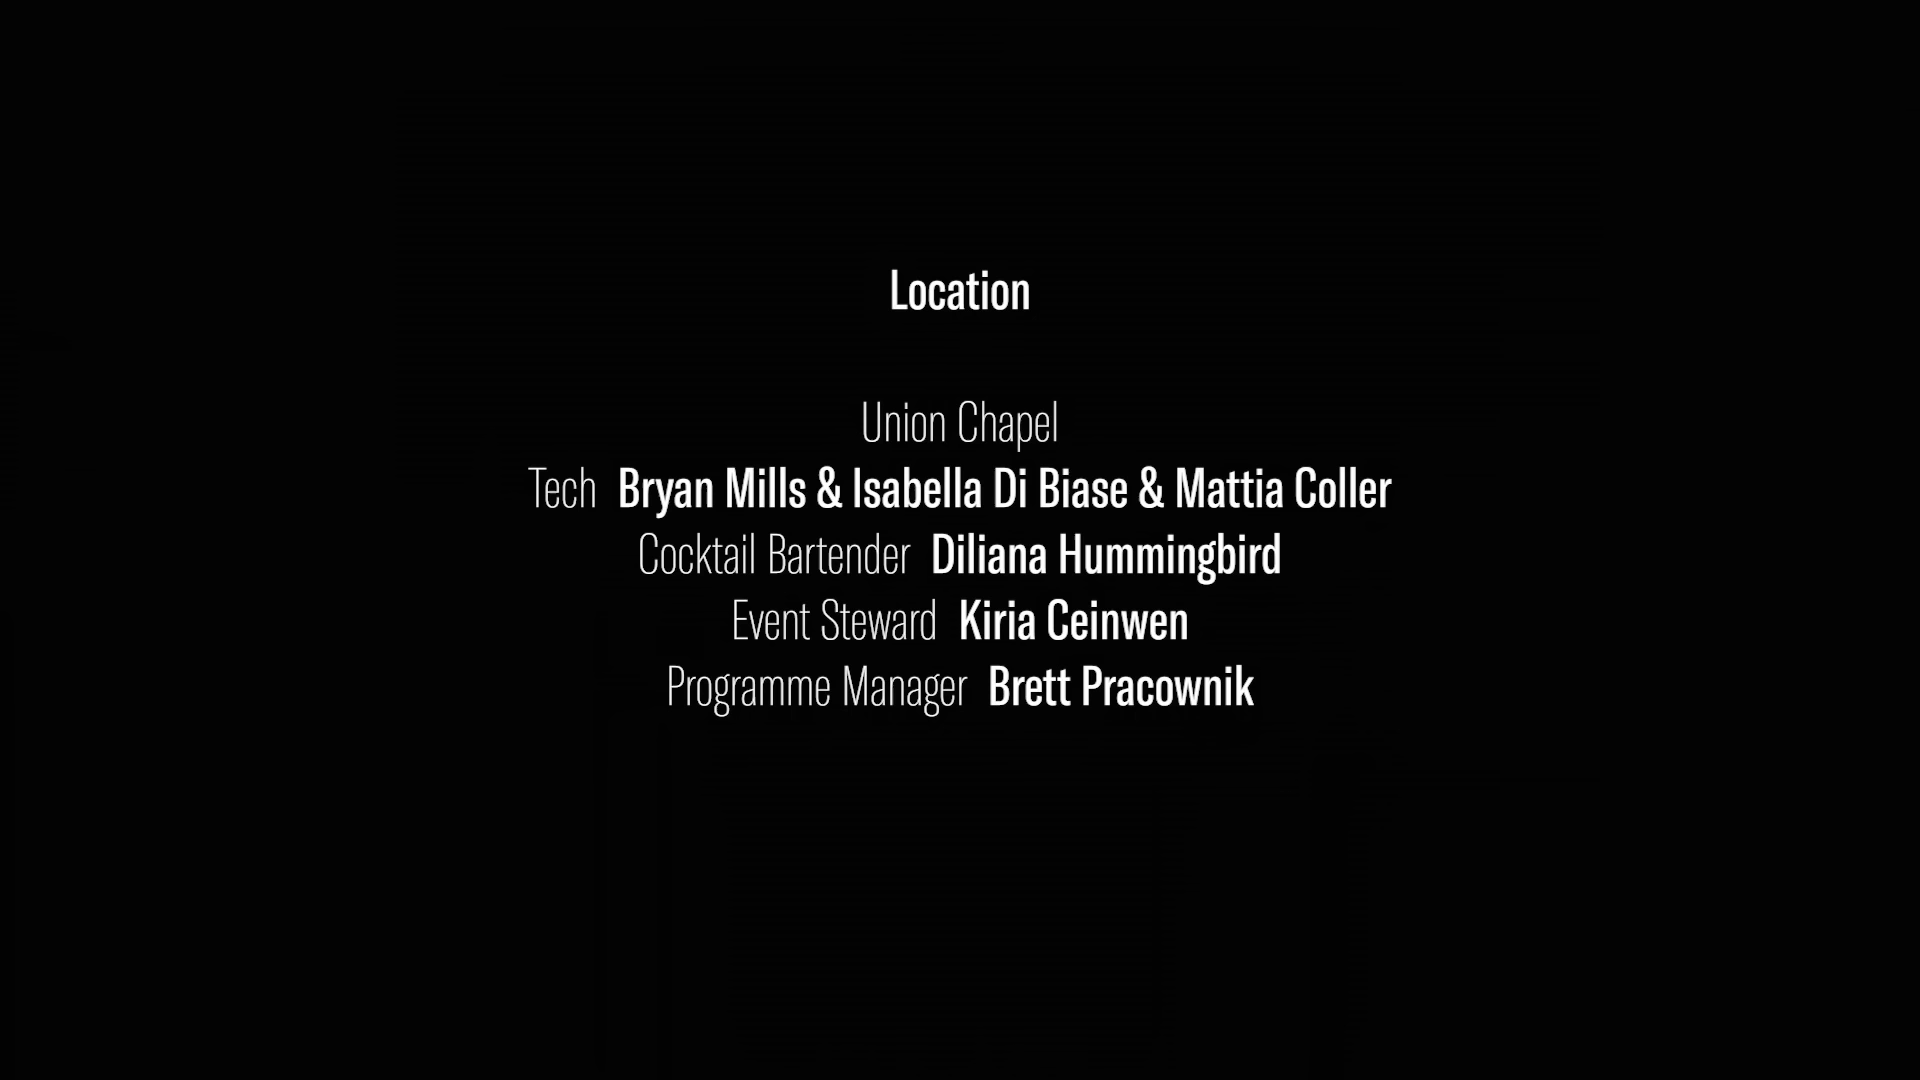 Location
Union Chapel
Tech Bryan Mills & Isabella Di Biase & Mattia Coller
Cocktail Bartender Diliana Hummingbird
Event Steward Kiria Ceinwen
Programme Manager Brett Pracownik